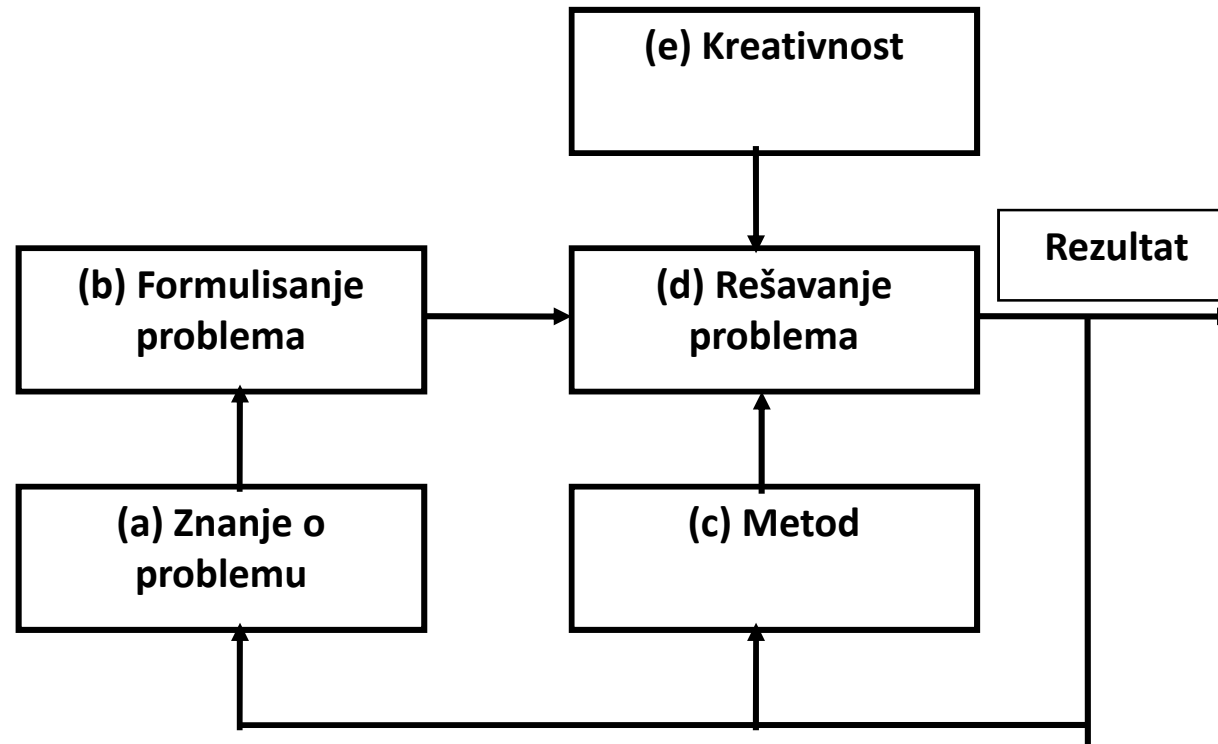 (e) Kreativnost
Rezultat
(b) Formulisanje
problema
(d) Rešavanje
problema
(a) Znanje o
problemu
(c) Metod